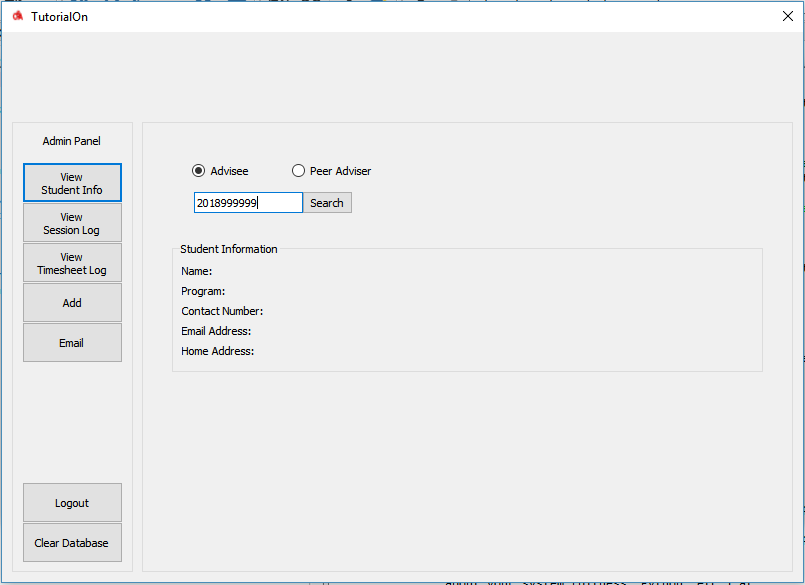 TutorialOn
Admin Panel
View
Student Info
View
Session Log
View
Timesheet Log
Add
Email
Logout
Clear Database
Advisee
Peer Adviser
2018999999
Search
Student Information
Name:
Program:
Contact Number:
Email Address:
Home Address: